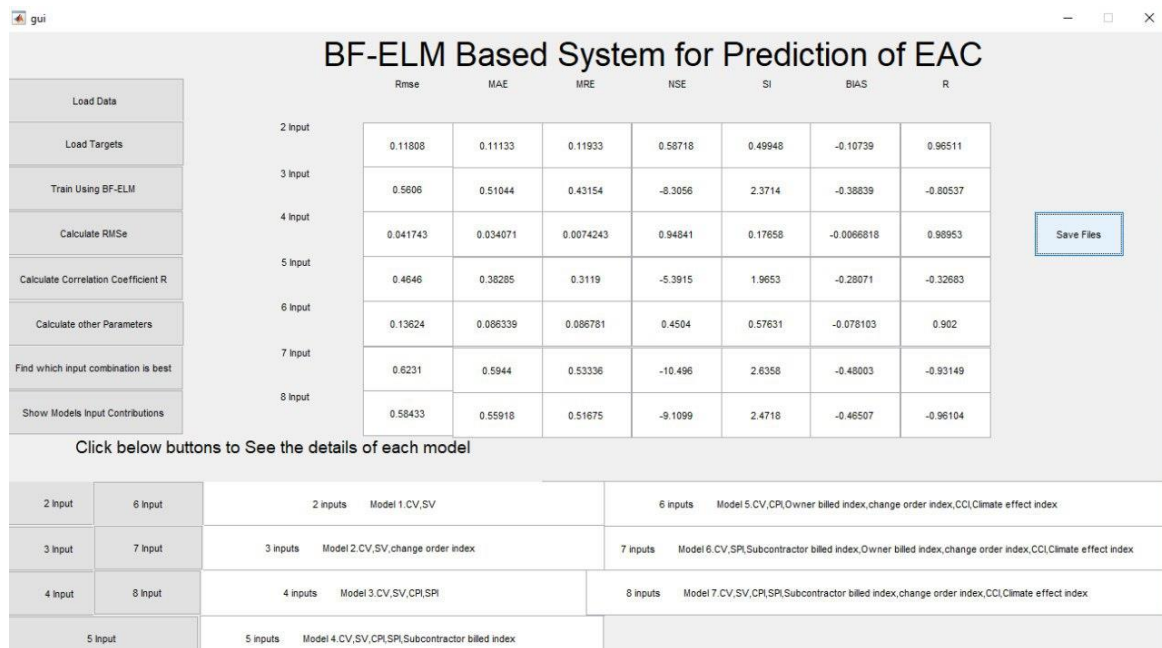 gui
BF-ELM Based System for Prediction of EAC
Rmse MAE MRE NSE SI BIAS R
Load Data
Load Targets
2 Input 0.11808 0.11133 0.11933 0.58718 0.49948 -0.10739 0.96511
Train Using BF-ELM
3 Input 0.5606 0.51044 0.43154 -8.3056 2.3714 -0.38839 -0.80537
Calculate RMSe
4 Input 0.041743 0.034071 0.0074243 0.94841 0.17658 -0.0066818 0.98953
Save Files
Calculate Correlation Coefficient R
5 Input 0.4646 0.38285 0.3119 -5.3915 1.9653 -0.28071 -0.32683
Calculate other Parameters
6 Input 0.13624 0.086339 0.086781 0.4504 0.57631 -0.078103 0.902
Find which input combination is best
7 Input 0.6231 0.5944 0.53336 -10.496 2.6358 -0.48003 -0.93149
Show Models Input Contributions
8 Input 0.58433 0.55918 0.51675 -9.1099 2.4718 -0.46507 -0.96104
Click below buttons to See the details of each model
2 Input 6 Input 2 inputs Model 1.CV,SV 6 inputs Model 5.CV,CPI,Owner billed index,change order index,CCI,Climate effect index
3 Input 7 Input 3 inputs Model 2.CV,SV,change order index 7 inputs Model 6.CV,SPI,Subcontractor billed index,Owner billed index,change order index,CCI,Climate effect index
4 Input 8 Input 4 inputs Model 3.CV,SV,CPI,SPI 8 inputs Model 7.CV,SV,CPI,SPI,Subcontractor billed index,change order index,CCI,Climate effect index
5 Input 5 inputs Model 4.CV,SV,CPI,SPI,Subcontractor billed index